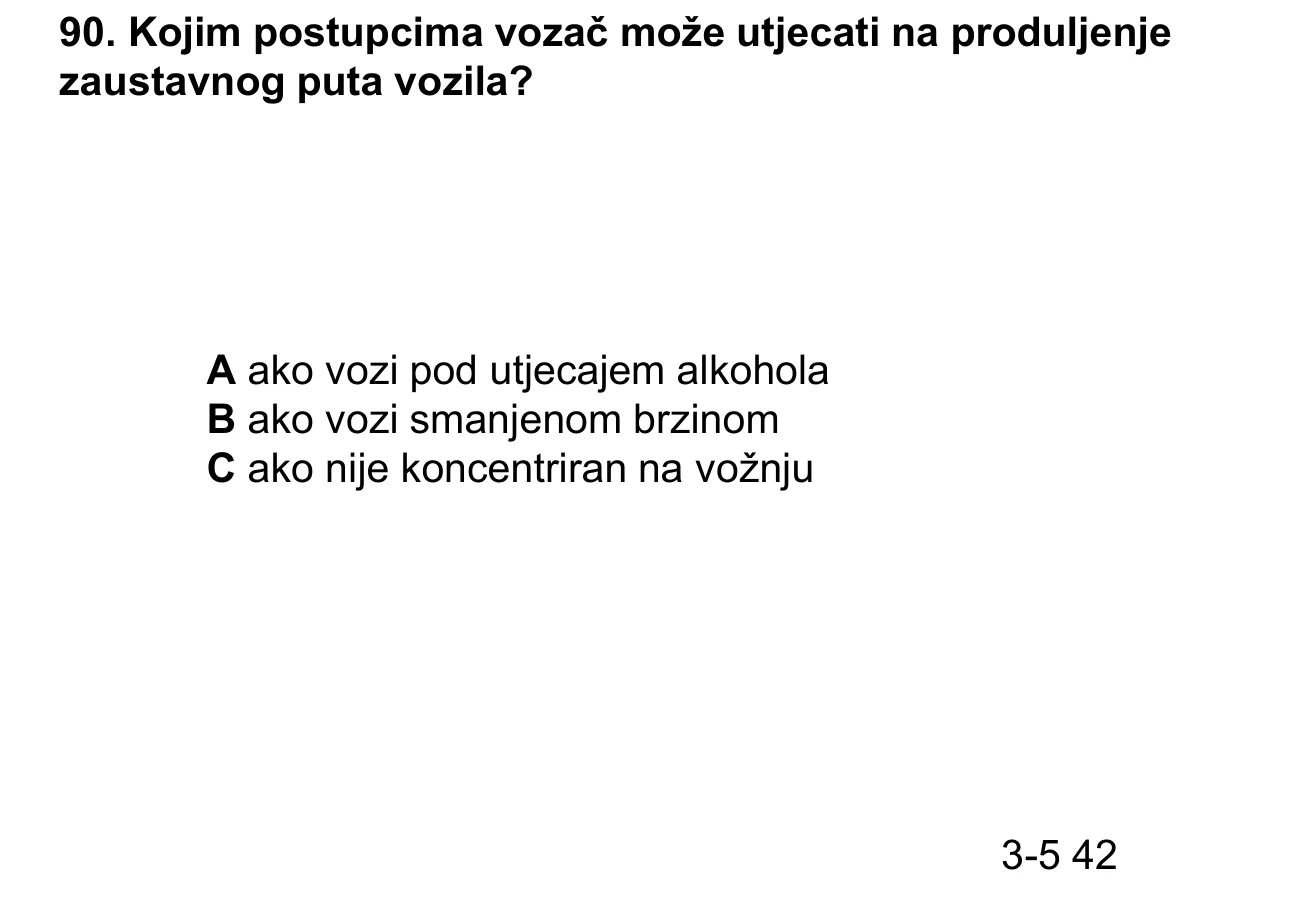 90. Kojim postupcima vozač može utjecati na produljenje
zaustavnog puta vozila?
A ako vozi pod utjecajem alkohola
B ako vozi smanjenom brzinom
C ako nije koncentriran na vožnju
3-5 42